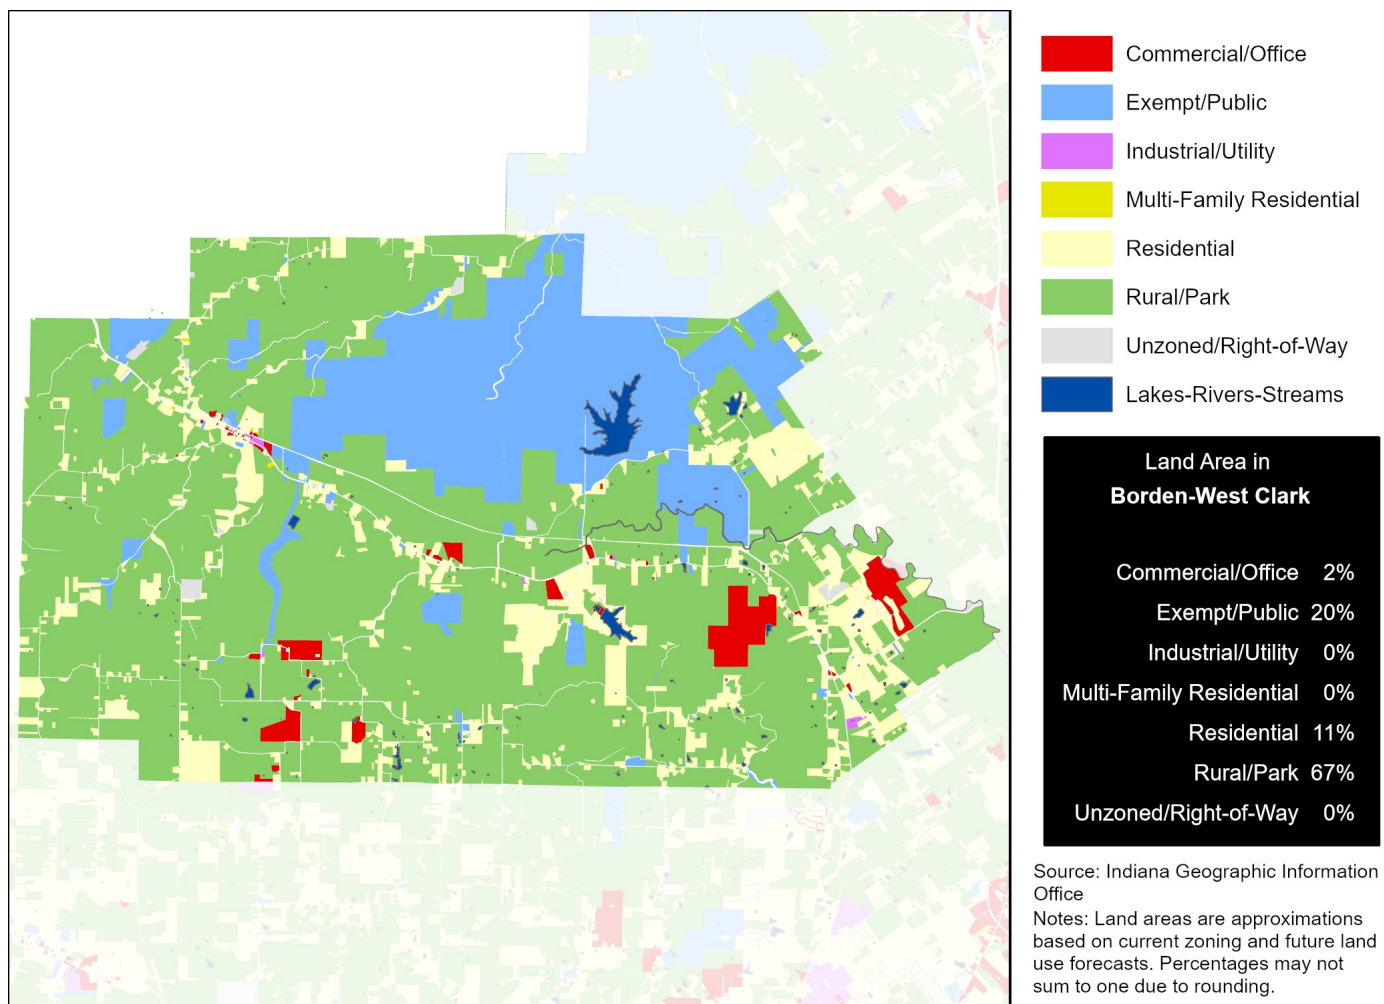 Commercial/Office
Exempt/Public
Industrial/Utility
Multi-Family Residential
Residential
Rural/Park
Unzoned/Right-of-Way
Lakes-Rivers-Streams
Land Area in
Borden-West Clark
Commercial/Office 2%
Exempt/Public 20%
Industrial/Utility 0%
Multi-Family Residential 0%
Residential 11%
Rural/Park 67%
Unzoned/Right-of-Way 0%
Source: Indiana Geographic Information
Office
Notes: Land areas are approximations
based on current zoning and future land
use forecasts. Percentages may not
sum to one due to rounding.